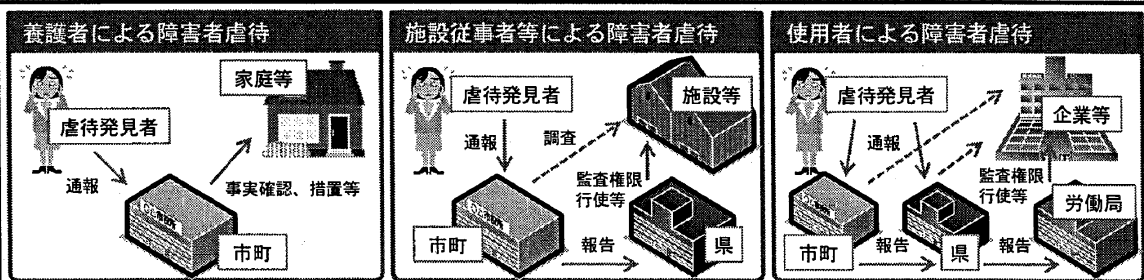 養護者による障害者虐待
家庭等
虐待発見者
通報
事実確認、措置等
市町
施設従事者等による障害者虐待
虐待発見者
施設等
通報
調査
監査権限
行使等
市町
報告
県
使用者による障害者虐待
虐待発見者
企業等
通報
監査権限
行使等
労働局
市町
報告
県
報告